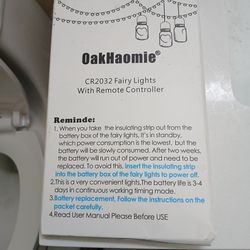 OakHaomie®
CR2032 Fairy Lights
With Remote Controller
Reminde:
1. When you take the insulating strip out from the
battery box of the fairy lights. It's in standby,
which power consumption is the lowest, but the
battery will be slowly consumed. After two weeks,
the battery will run out of power and need to be
replaced. To avoid this. Insert the insulating strip
into the battery box of the fairy lights to power off.
2.This is a very convenient lights.The battery life is 3-4
days in continuous working timing mode.
3.Battery replacement, Follow the instructions on the
packet carefully.
4.Read User Manual Please Before USE